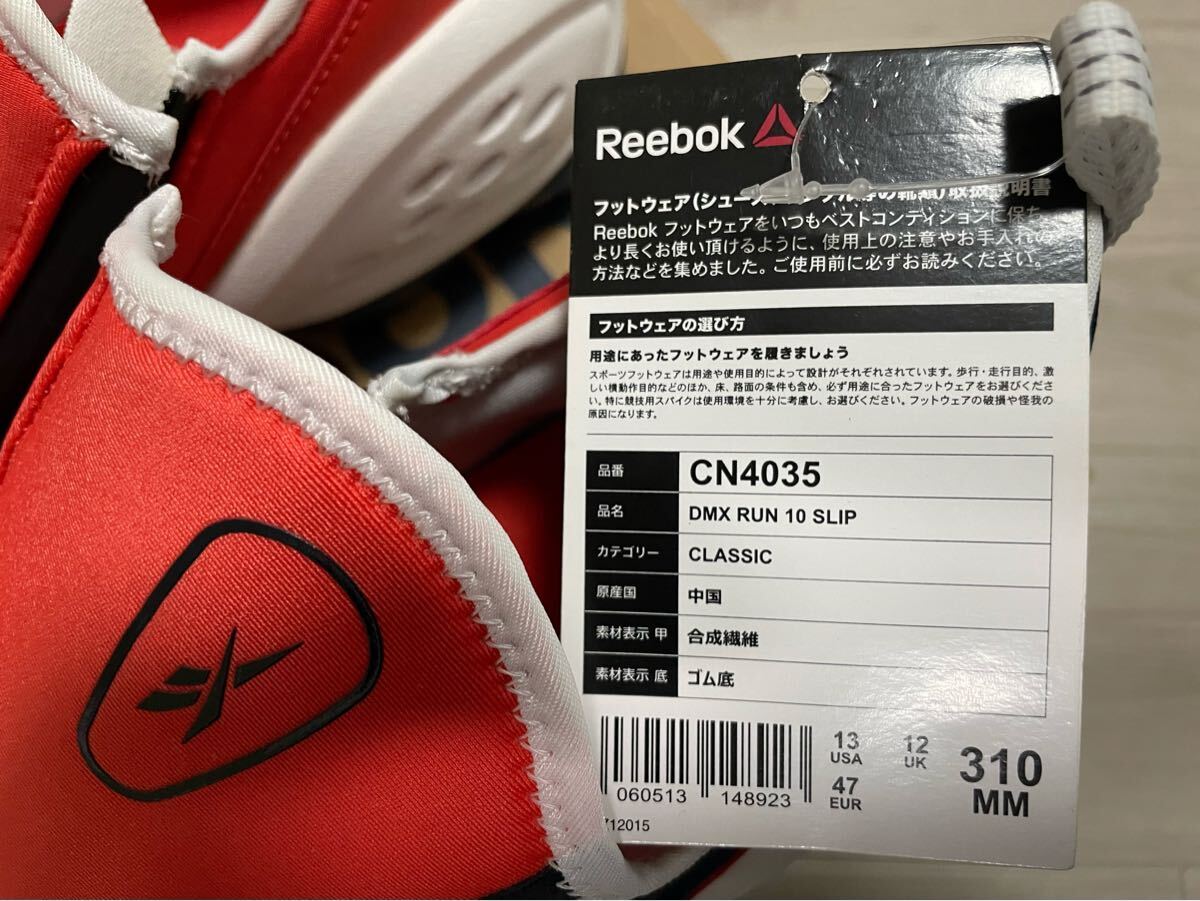 Reebok
フットウェア(シューズ 等の靴類)取扱説明書
Reebok フットウェアをいつもベストコンディションに保ち、
より長くお使い頂けるように、使用上の注意やお手入れの
方法などを集めました。ご使用前に必ずお読みください。
フットウェアの選び方
用途にあったフットウェアを履きましょう
スポーツフットウェアは用途や使用目的によって設計がそれぞれされています。歩行・走行目的、激
しい横動作目的などのほか、床、路面の条件も含め、必ず用途に合ったフットウェアをお選びくださ
い。特に競技用スパイクは使用環境を十分に考慮し、お選びください。フットウェアの破損や怪我の
原因になります。
品番 CN4035
品名 DMX RUN 10 SLIP
カテゴリー CLASSIC
原産国 中国
素材表示 甲 合成繊維
素材表示 底 ゴム底
13 USA 12 UK
47 EUR
310 MM
060513 148923
712015